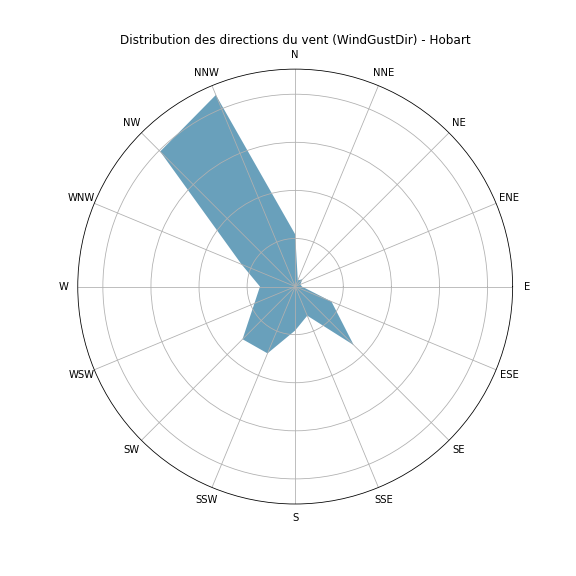 Distribution des directions du vent (WindGustDir) - Hobart
N
NNW
NNE
NW
NE
WNW
ENE
W
E
WSW
ESE
SW
SE
SSW
SSE
S